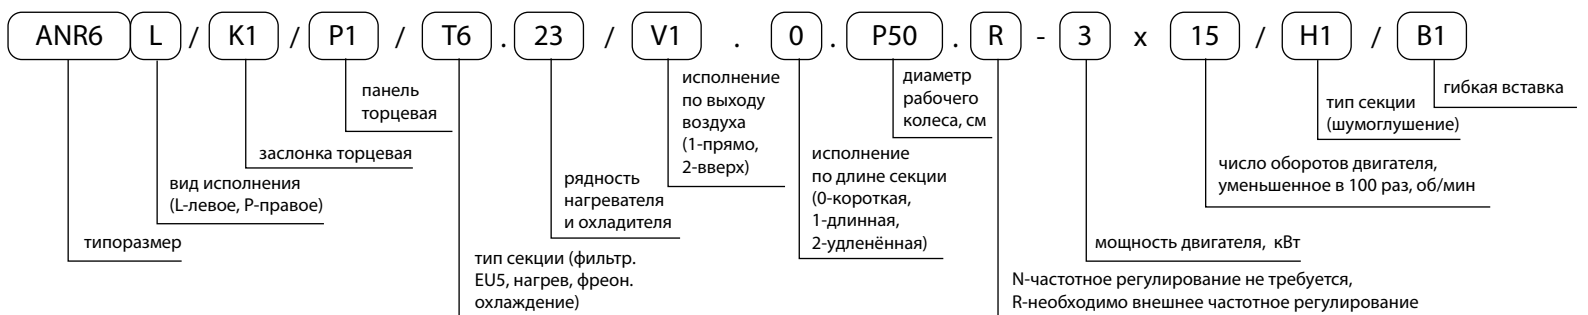 ANR6 L / K1 / P1 / T6 . 23 / V1 . 0 . P50 . R - 3 x 15 / H1 / B1
типоразмер
вид исполнения
(L-левое, P-правое)
заслонка торцевая
панель
торцевая
тип секции (фильтр.
EU5, нагрев, фреон.
охлаждение)
рядность
нагревателя
и охладителя
исполнение
по выходу
воздуха
(1-прямо,
2-вверх)
исполнение
по длине секции
(0-короткая,
1-длинная,
2-удленённая)
диаметр
рабочего
колеса, см
N-частотное регулирование не требуется,
R-необходимо внешнее частотное регулирование
мощность двигателя, кВт
число оборотов двигателя,
уменьшенное в 100 раз, об/мин
тип секции
(шумоглушение)
гибкая вставка